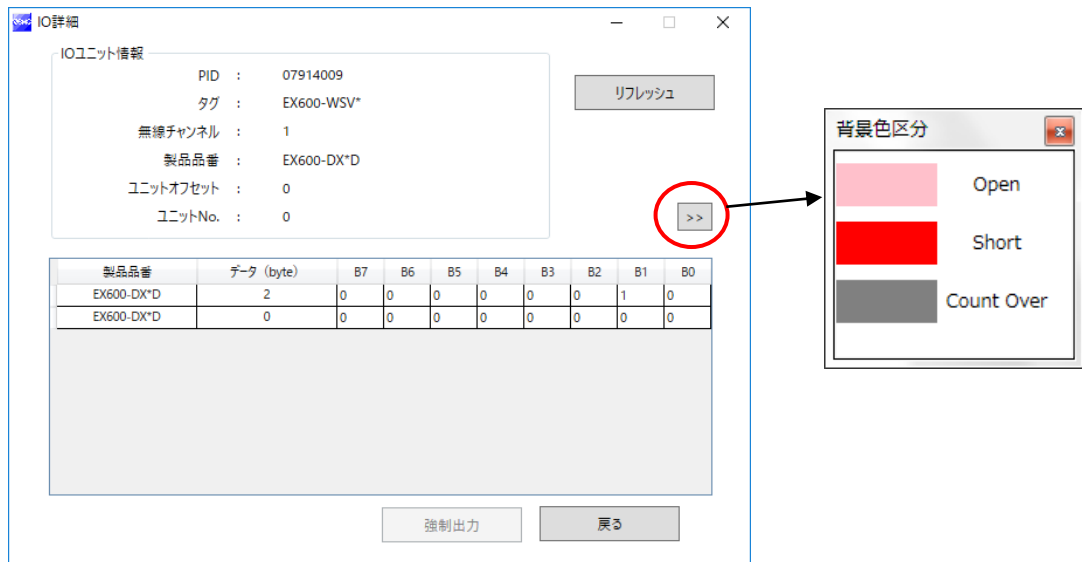 IO詳細
IOユニット情報
PID : 07914009
タグ : EX600-WSV*
無線チャンネル : 1
製品品番 : EX600-DX*D
ユニットオフセット : 0
ユニットNo. : 0
リフレッシュ
>>
製品品番 データ (byte) B7 B6 B5 B4 B3 B2 B1 B0
EX600-DX*D 2 0 0 0 0 0 0 1 0
EX600-DX*D 0 0 0 0 0 0 0 0 0
強制出力 戻る
背景色区分
Open
Short
Count Over